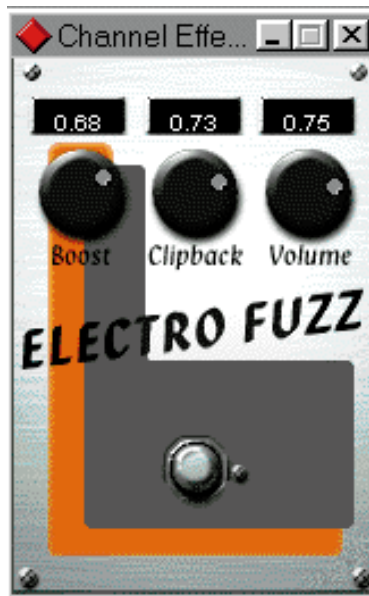 Channel Effe...
0.68 0.73 0.75
Boost Clipback Volume
ELECTRO FUZZ